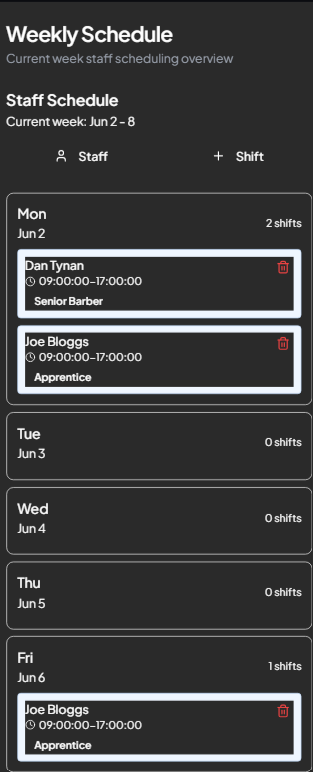 Weekly Schedule
Current week staff scheduling overview
Staff Schedule
Current week: Jun 2 - 8
Staff
+ Shift
Mon
2 shifts
Jun 2
Dan Tynan
09:00:00–17:00:00
Senior Barber
Joe Bloggs
09:00:00–17:00:00
Apprentice
Tue
0 shifts
Jun 3
Wed
0 shifts
Jun 4
Thu
0 shifts
Jun 5
Fri
1 shifts
Jun 6
Joe Bloggs
09:00:00–17:00:00
Apprentice